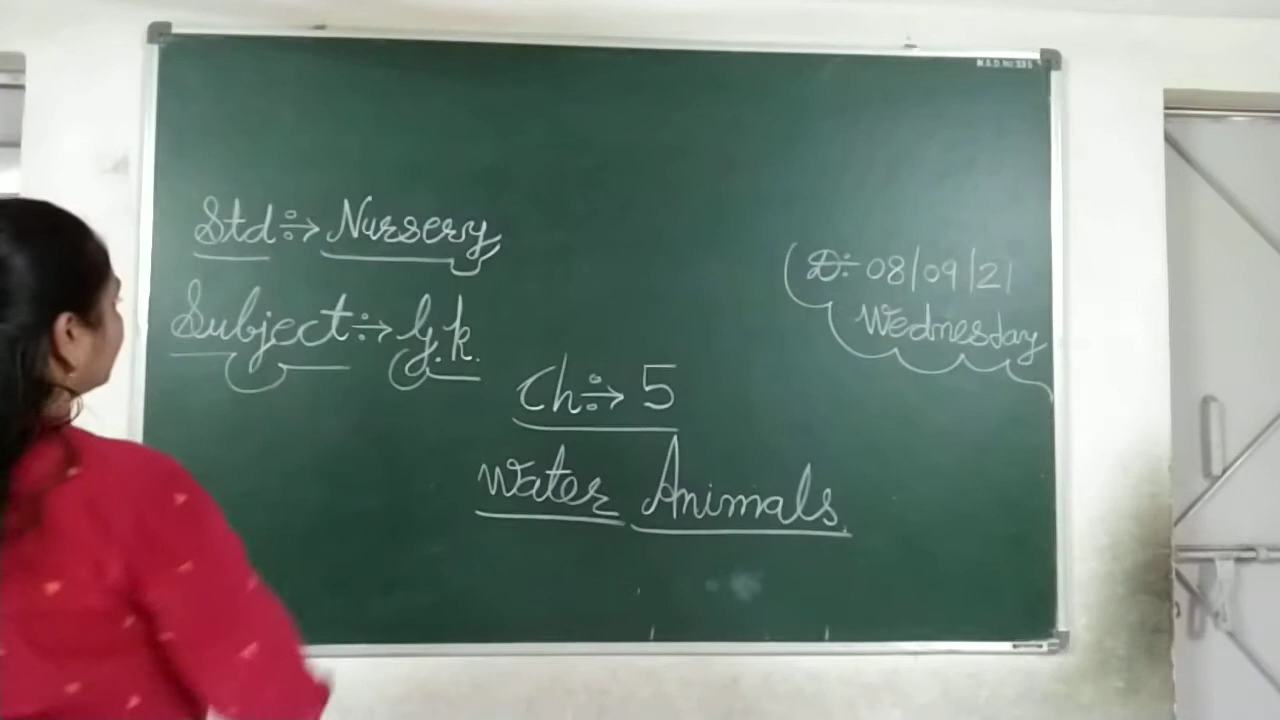 Std÷→ Nursery
Subject÷→ G.k.
D:- 08/09/21
Wednesday
Ch÷→ 5
Water Animals.